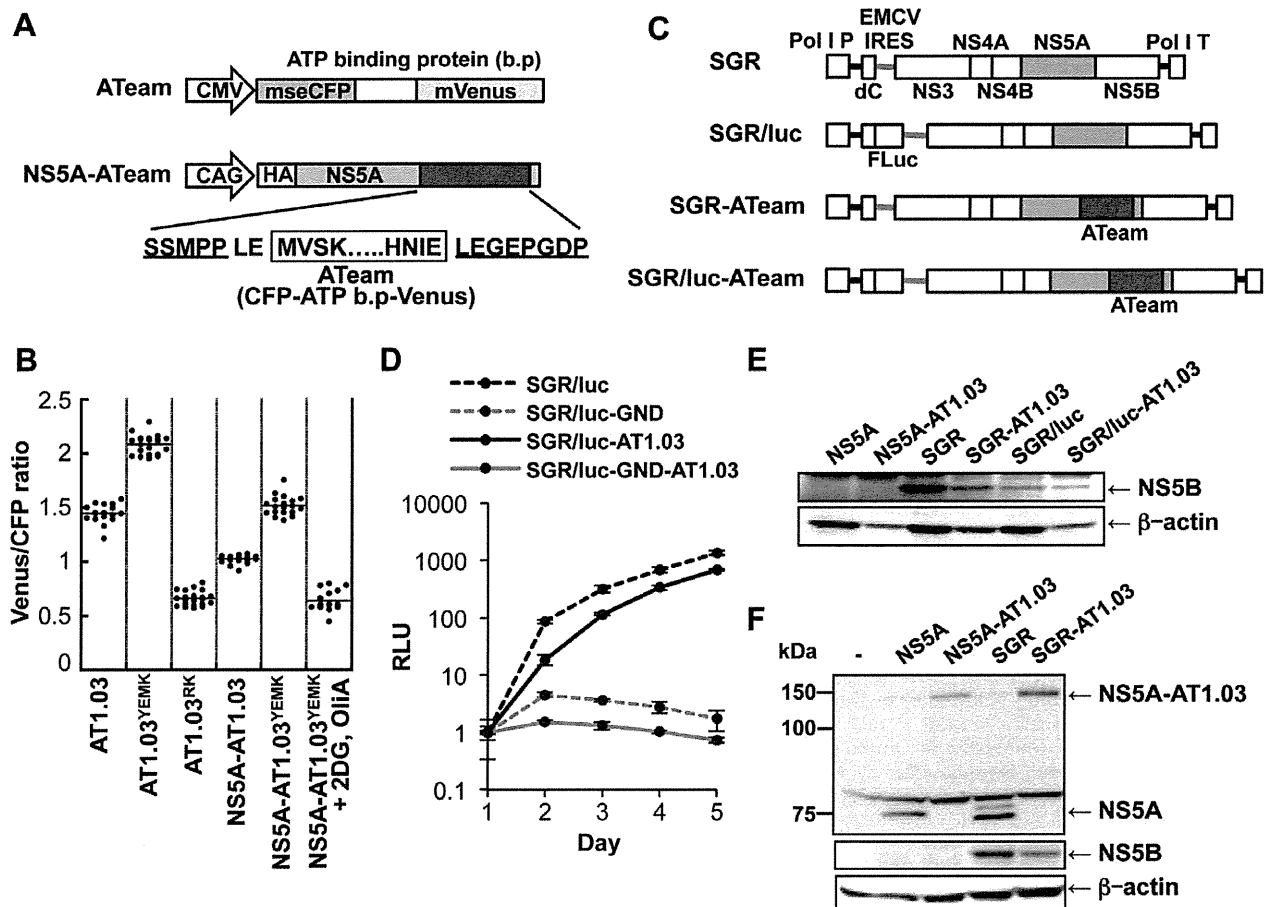 A
ATP binding protein (b.p)
ATeam
CMV
mseCFP
mVenus
NS5A-ATeam
CAG
HA
NS5A
SSMPP LE MVSK.....HNIE LEGEPGDP
ATeam
(CFP-ATP b.p-Venus)
C
EMCV
Pol I P IRES NS4A NS5A Pol I T
SGR
dC NS3 NS4B NS5B
SGR/luc
FLuc
SGR-ATeam
ATeam
SGR/luc-ATeam
ATeam
B
Venus/CFP ratio
2.5
2
1.5
1
0.5
0
AT1.03
AT1.03YEMK
AT1.03RK
NS5A-AT1.03
NS5A-AT1.03YEMK
NS5A-AT1.03YEMK
+ 2DG, OliA
D
SGR/luc
SGR/luc-GND
SGR/luc-AT1.03
SGR/luc-GND-AT1.03
RLU
10000
1000
100
10
1
0.1
1 2 3 4 5
Day
E
NS5A
NS5A-AT1.03
SGR
SGR-AT1.03
SGR/luc
SGR/luc-AT1.03
← NS5B
← β-actin
F
kDa
-
NS5A
NS5A-AT1.03
SGR
SGR-AT1.03
150
← NS5A-AT1.03
100
75
← NS5A
← NS5B
← β-actin